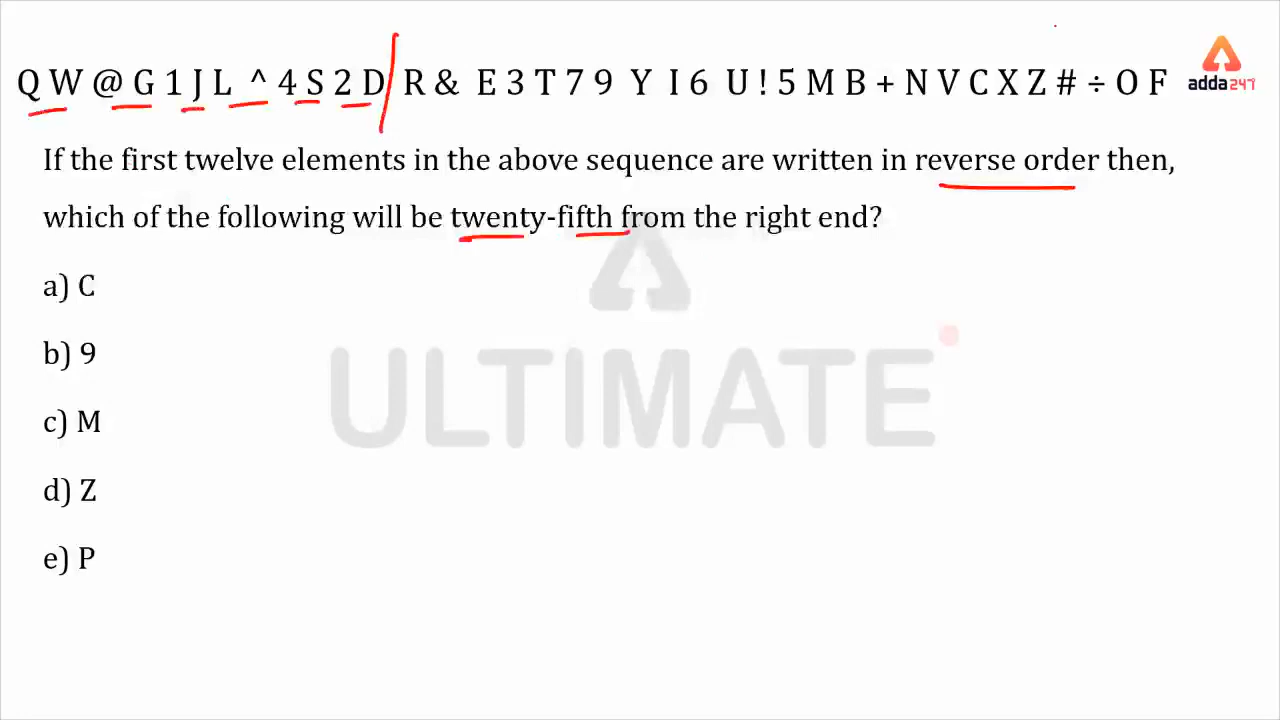 Q W @ G 1 J L ^ 4 S 2 D R & E 3 T 7 9 Y I 6 U ! 5 M B + N V C X Z # ÷ O F
adda247
If the first twelve elements in the above sequence are written in reverse order then,
which of the following will be twenty-fifth from the right end?
a) C
b) 9
c) M
d) Z
e) P
ULTIMATE